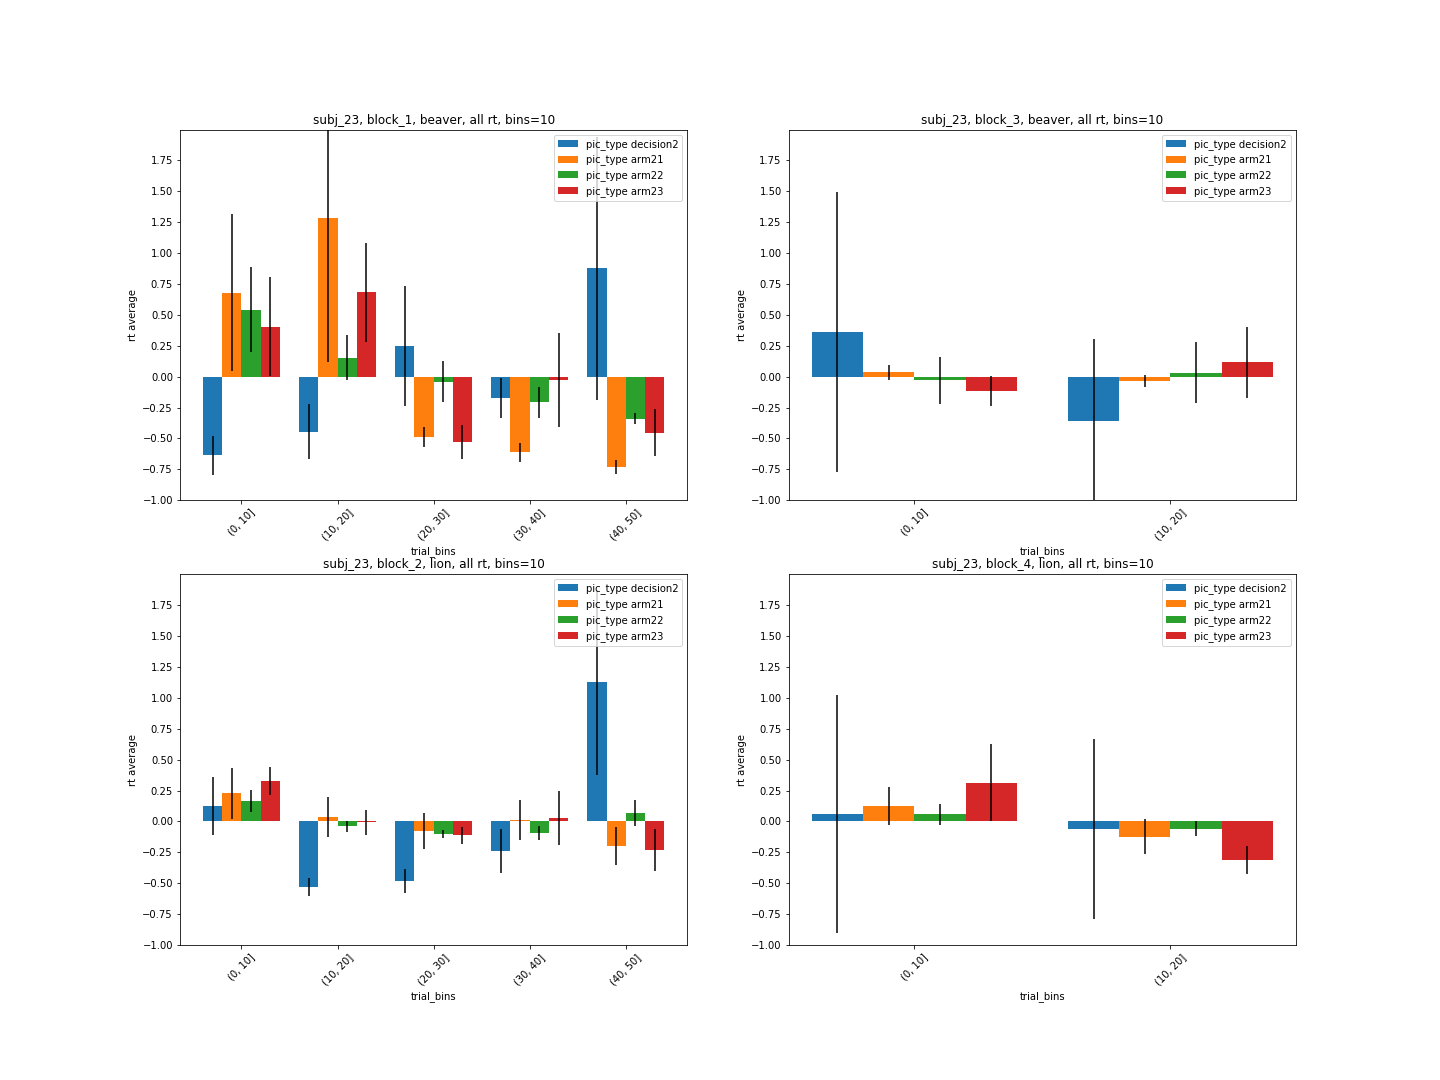 subj_23, block_1, beaver, all rt, bins=10
pic_type decision2
pic_type arm21
pic_type arm22
pic_type arm23
1.75
1.50
1.25
1.00
0.75
0.50
0.25
0.00
−0.25
−0.50
−0.75
−1.00
rt average
(0, 10]
(10, 20]
(20, 30]
(30, 40]
(40, 50]
trial_bins
subj_23, block_3, beaver, all rt, bins=10
pic_type decision2
pic_type arm21
pic_type arm22
pic_type arm23
1.75
1.50
1.25
1.00
0.75
0.50
0.25
0.00
−0.25
−0.50
−0.75
−1.00
rt average
(0, 10]
(10, 20]
trial_bins
subj_23, block_2, lion, all rt, bins=10
pic_type decision2
pic_type arm21
pic_type arm22
pic_type arm23
1.75
1.50
1.25
1.00
0.75
0.50
0.25
0.00
−0.25
−0.50
−0.75
−1.00
rt average
(0, 10]
(10, 20]
(20, 30]
(30, 40]
(40, 50]
trial_bins
subj_23, block_4, lion, all rt, bins=10
pic_type decision2
pic_type arm21
pic_type arm22
pic_type arm23
1.75
1.50
1.25
1.00
0.75
0.50
0.25
0.00
−0.25
−0.50
−0.75
−1.00
rt average
(0, 10]
(10, 20]
trial_bins